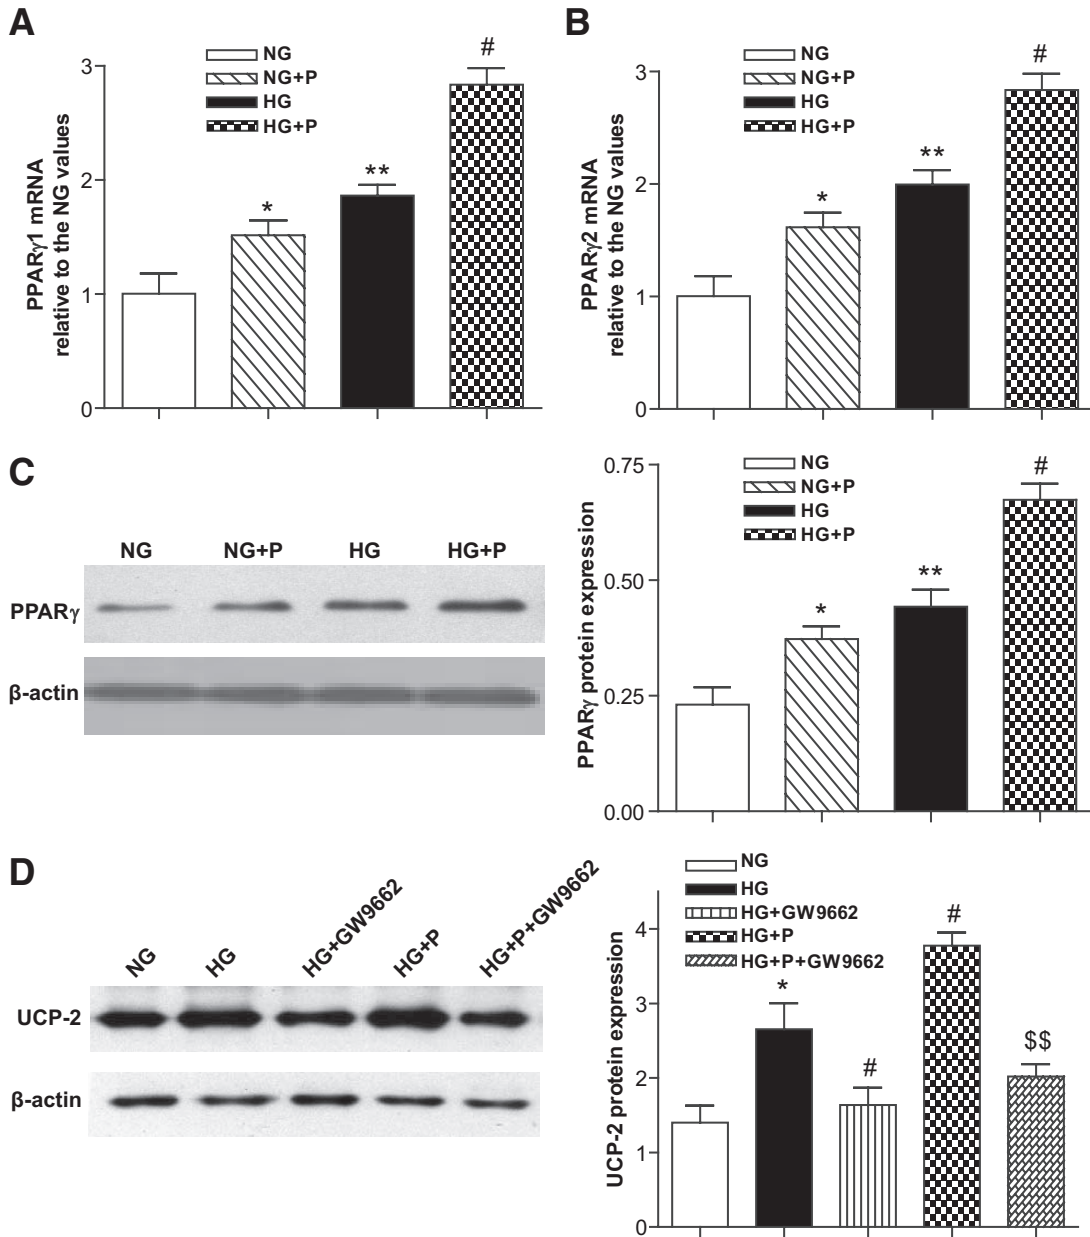 A
3
2
1
0
PPARγ1 mRNA
relative to the NG values
NG
NG+P
HG
HG+P
*
**
#
B
3
2
1
0
PPARγ2 mRNA
relative to the NG values
NG
NG+P
HG
HG+P
*
**
#
C
NG NG+P HG HG+P
PPARγ
β-actin
0.75
0.50
0.25
0.00
PPARγ protein expression
NG
NG+P
HG
HG+P
*
**
#
D
NG HG HG+GW9662 HG+P HG+P+GW9662
UCP-2
β-actin
4
3
2
1
0
UCP-2 protein expression
NG
HG
HG+GW9662
HG+P
HG+P+GW9662
*
#
#
$$